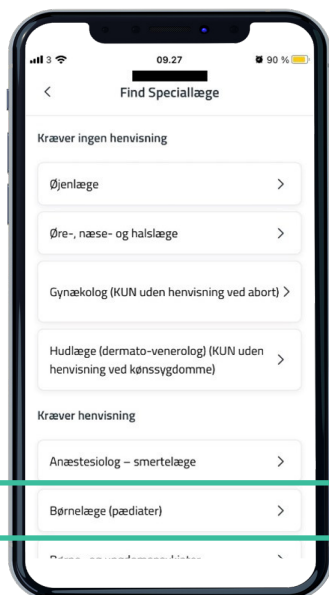 3
09.27
90 %
Find Speciallæge
Kræver ingen henvisning
Øjenlæge
Øre-, næse- og halslæge
Gynækolog (KUN uden henvisning ved abort)
Hudlæge (dermato-venerolog) (KUN uden
henvisning ved kønssygdomme)
Kræver henvisning
Anæstesiolog – smertelæge
Børnelæge (pædiater)